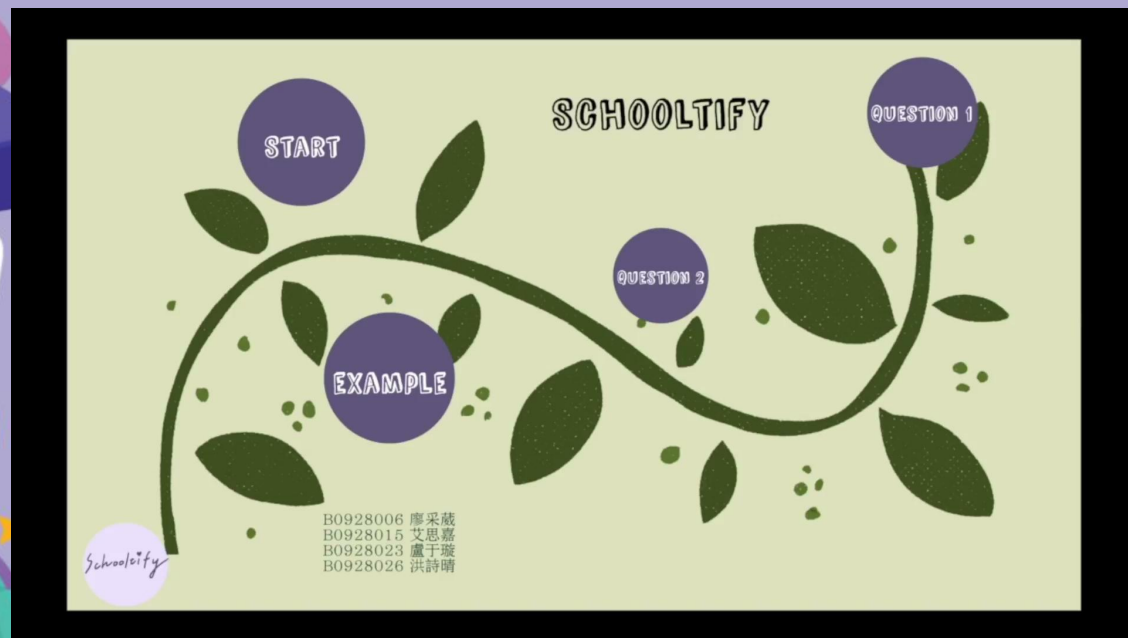 SCHOOLTIFY
START
QUESTION 1
QUESTION 2
EXAMPLE
B0928006 廖采葳
B0928015 艾思嘉
B0928023 盧于璇
B0928026 洪詩晴
Schooltify